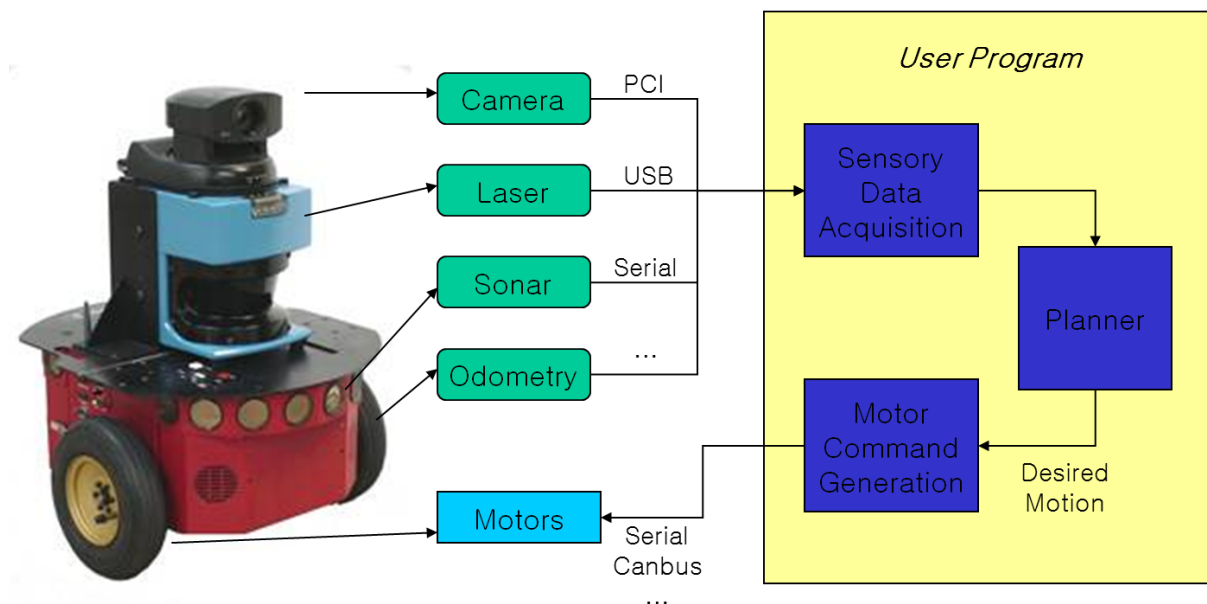 User Program
Camera
PCI
Laser
USB
Sonar
Serial
Odometry
...
Motors
Serial
Canbus
...
Sensory
Data
Acquisition
Planner
Motor
Command
Generation
Desired
Motion